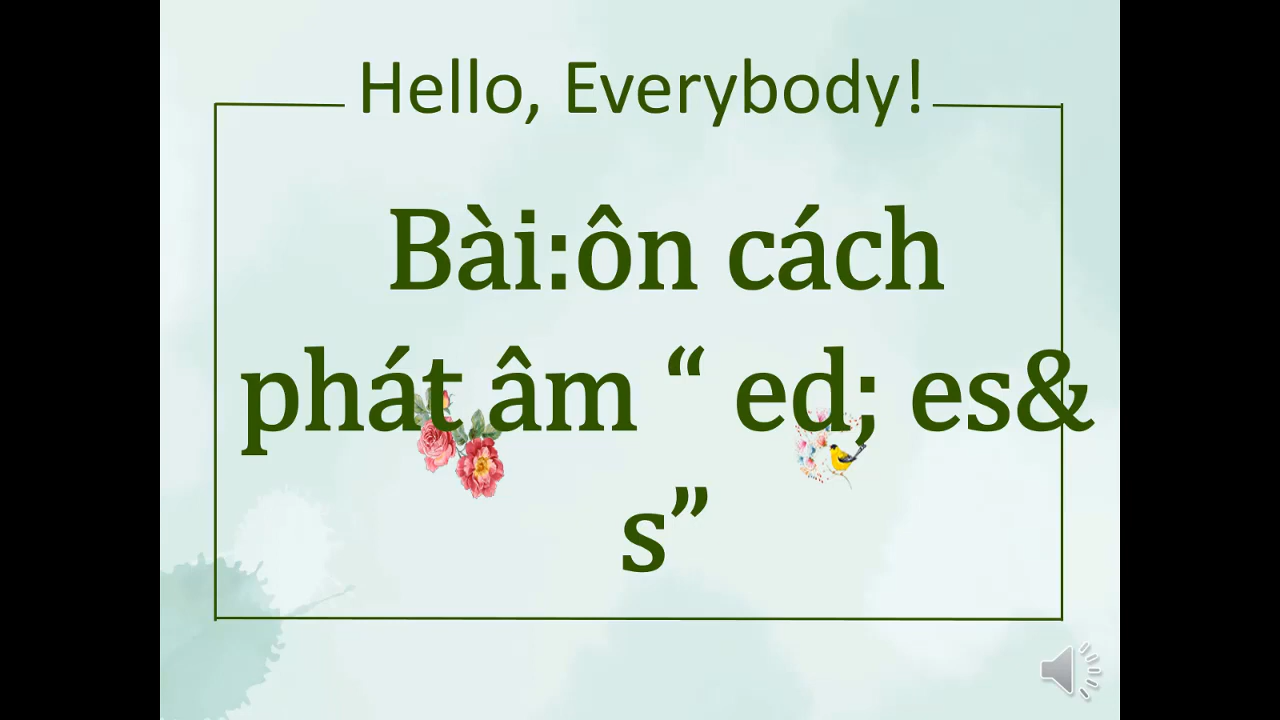 Hello, Everybody!
Bài:ôn cách
phát âm “ ed; es&
s”